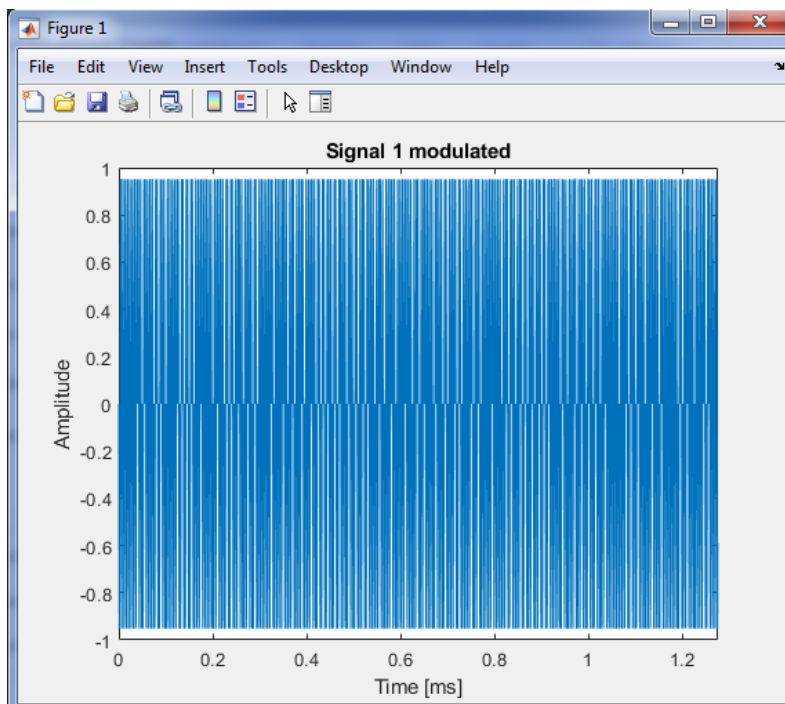 Figure 1
File Edit View Insert Tools Desktop Window Help
Signal 1 modulated
1
0.8
0.6
0.4
0.2
0
-0.2
-0.4
-0.6
-0.8
-1
Amplitude
0 0.2 0.4 0.6 0.8 1 1.2
Time [ms]